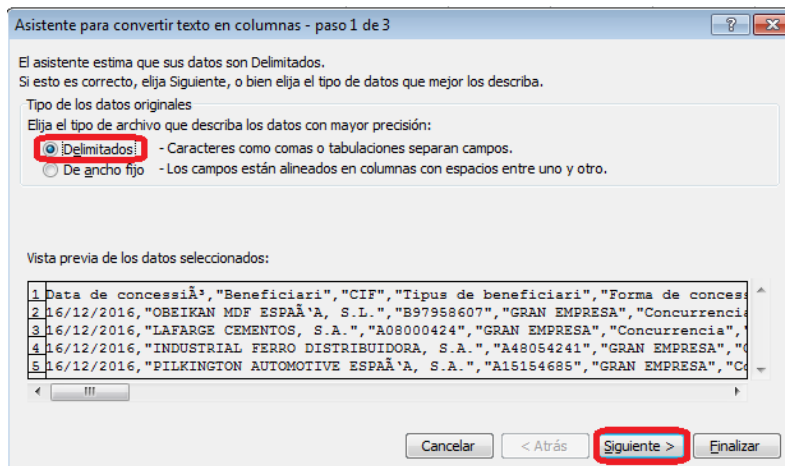 Asistente para convertir texto en columnas - paso 1 de 3
El asistente estima que sus datos son Delimitados.
Si esto es correcto, elija Siguiente, o bien elija el tipo de datos que mejor los describa.
Tipo de los datos originales
Elija el tipo de archivo que describa los datos con mayor precisión:
Delimitados - Caracteres como comas o tabulaciones separan campos.
De ancho fijo - Los campos están alineados en columnas con espacios entre uno y otro.
Vista previa de los datos seleccionados:
1 Data de concessiÃ³,"Beneficiari","CIF","Tipus de beneficiari","Forma de conces
2 16/12/2016,"OBEIKAN MDF ESPAÃ‘A, S.L.","B97958607","GRAN EMPRESA","Concurrencia
3 16/12/2016,"LAFARGE CEMENTOS, S.A.","A08000424","GRAN EMPRESA","Concurrencia","
4 16/12/2016,"INDUSTRIAL FERRO DISTRIBUIDORA, S.A.","A48054241","GRAN EMPRESA","
5 16/12/2016,"PILKINGTON AUTOMOTIVE ESPAÃ‘A, S.A.","A15154685","GRAN EMPRESA","Co
Cancelar < Atrás Siguiente > Finalizar